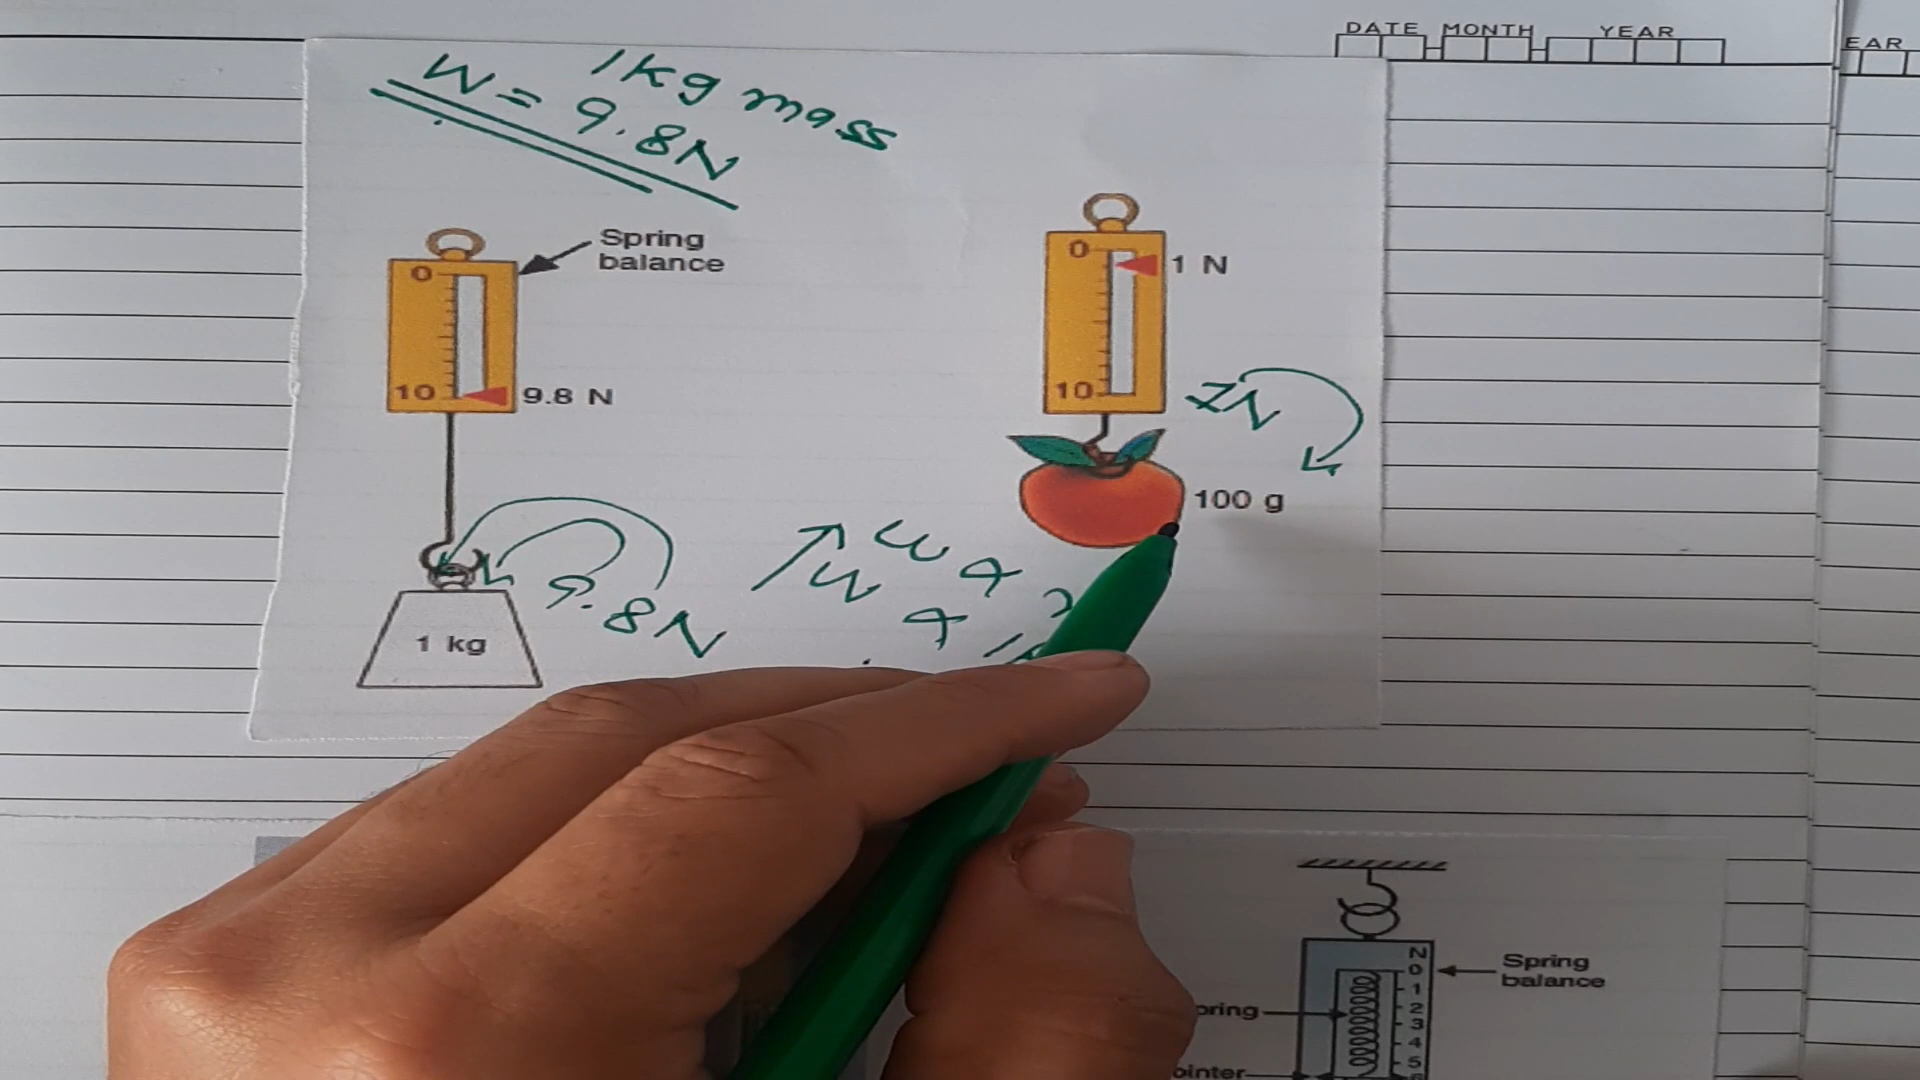 DATE MONTH YEAR
EAR
1kg mass
W = 9.8N
Spring
balance
0
10
9.8 N
1 kg
9.8N
0
1 N
10
1N
100 g
W α
W α
N
0
1
2
3
4
5
Spring
balance
pring
ointer